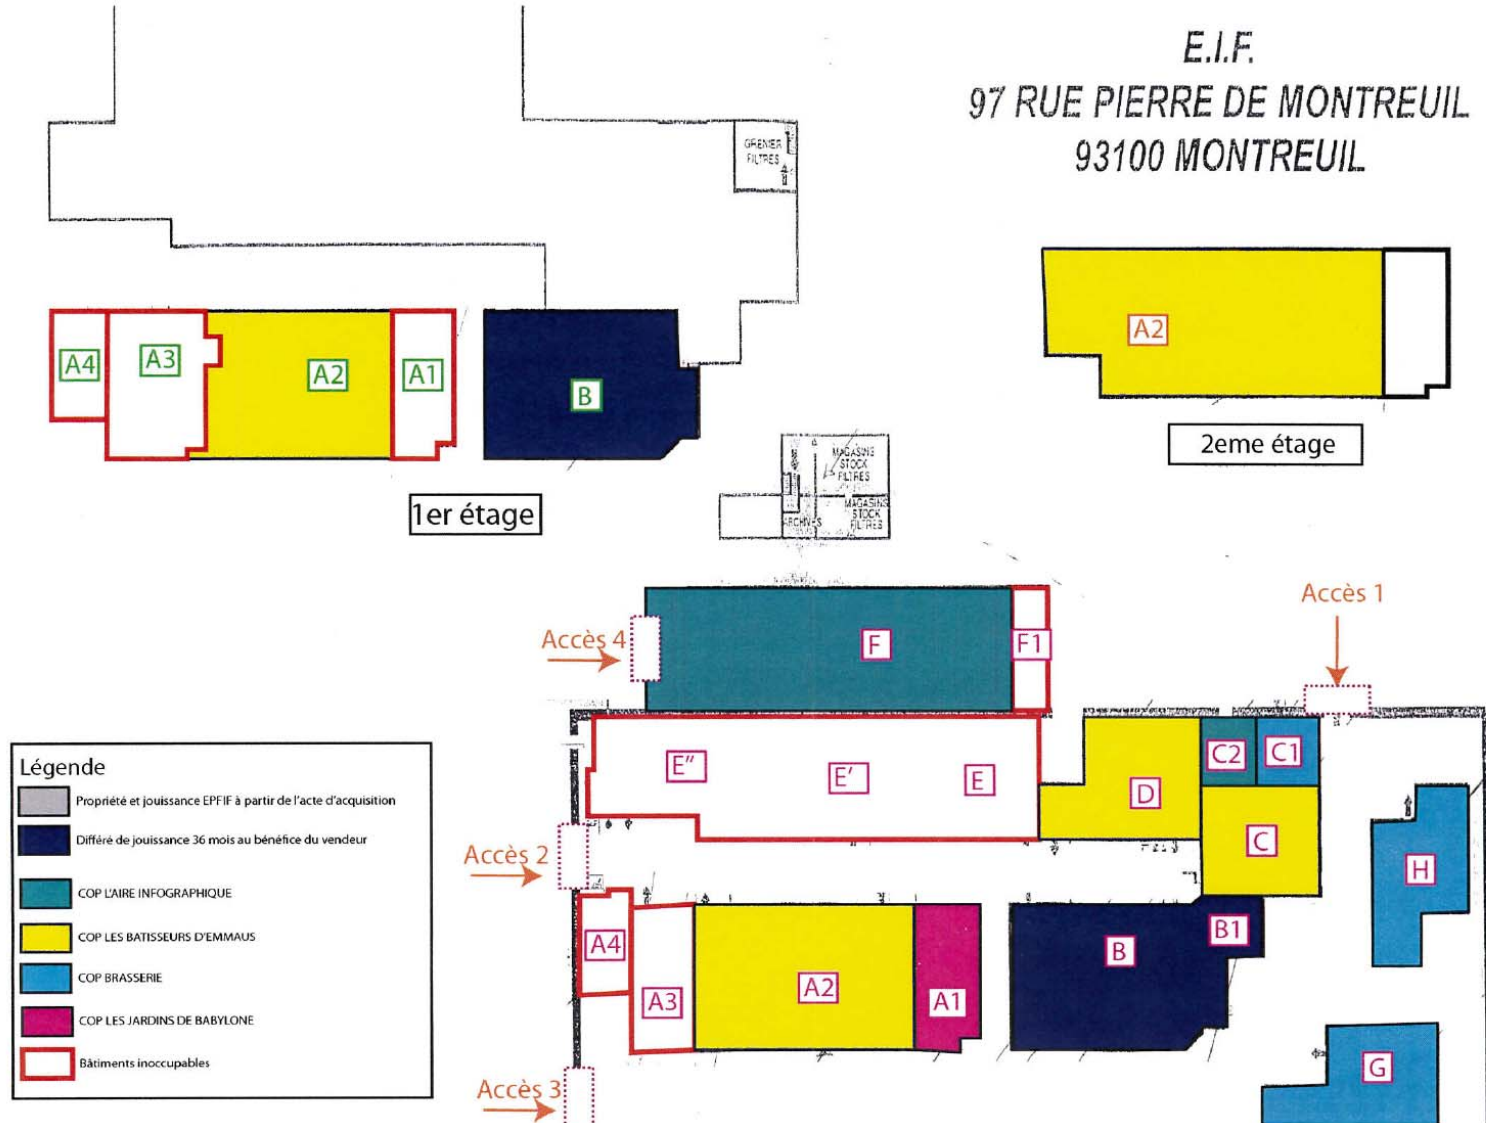 E.I.F.
97 RUE PIERRE DE MONTREUIL
93100 MONTREUIL
GRENIER
FILTRES
A4
A3
A2
A1
B
1er étage
A2
2eme étage
MAGASINS
STOCK
FILTRES
ARCHIVES
MAGASINS
STOCK
FILTRES
Accès 1
Accès 4
F
F1
E"
E'
E
D
C2
C1
C
H
Accès 2
A4
A3
A2
A1
B
B1
G
Accès 3
Légende
Propriété et jouissance EPFIF à partir de l'acte d'acquisition
Différé de jouissance 36 mois au bénéfice du vendeur
COP L'AIRE INFOGRAPHIQUE
COP LES BATISSEURS D'EMMAUS
COP BRASSERIE
COP LES JARDINS DE BABYLONE
Bâtiments inoccupables